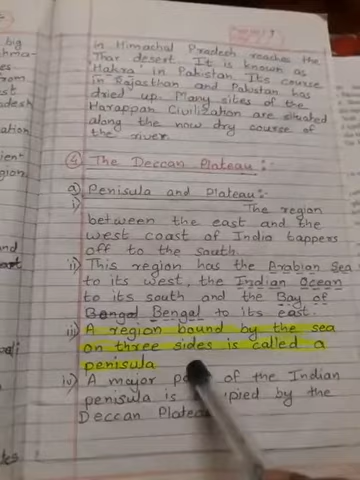 in Himachal Pradesh reaches the
Thar desert. It is known as
Hakra in Pakistan. Its course
in Rajasthan and Pakistan has
dried up. Many sites of the
Harappan Civilization are situated
along the now dry course of
the river.
④ The Deccan Plateau:-
a) Penisula and Plateau:-
i) The region
between the east and the
west coast of India tappers
off to the south.
ii) This region has the Arabian Sea
to its west, the Indian Ocean
to its south and the Bay of
Bengal to its east.
iii) A region bound by the sea
on three sides is called a
penisula
iv) A major of the Indian
penisula is by the
Deccan